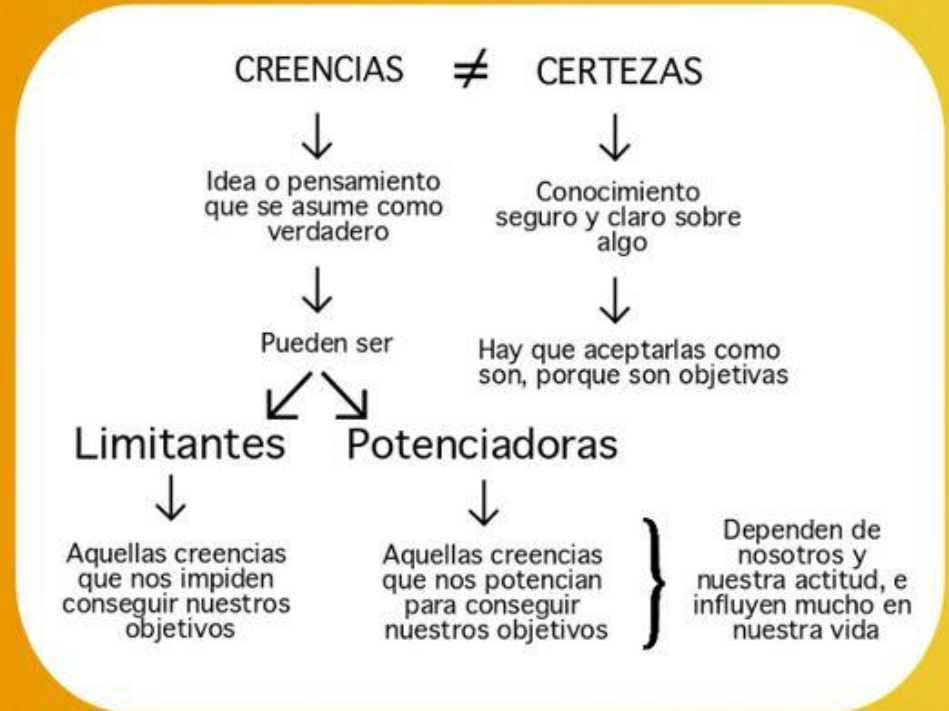 CREENCIAS ≠ CERTEZAS
Idea o pensamiento
que se asume como
verdadero
Conocimiento
seguro y claro sobre
algo
Pueden ser
Hay que aceptarlas como
son, porque son objetivas
Limitantes
Potenciadoras
Aquellas creencias
que nos impiden
conseguir nuestros
objetivos
Aquellas creencias
que nos potencian
para conseguir
nuestros objetivos
Dependen de
nosotros y
nuestra actitud, e
influyen mucho en
nuestra vida